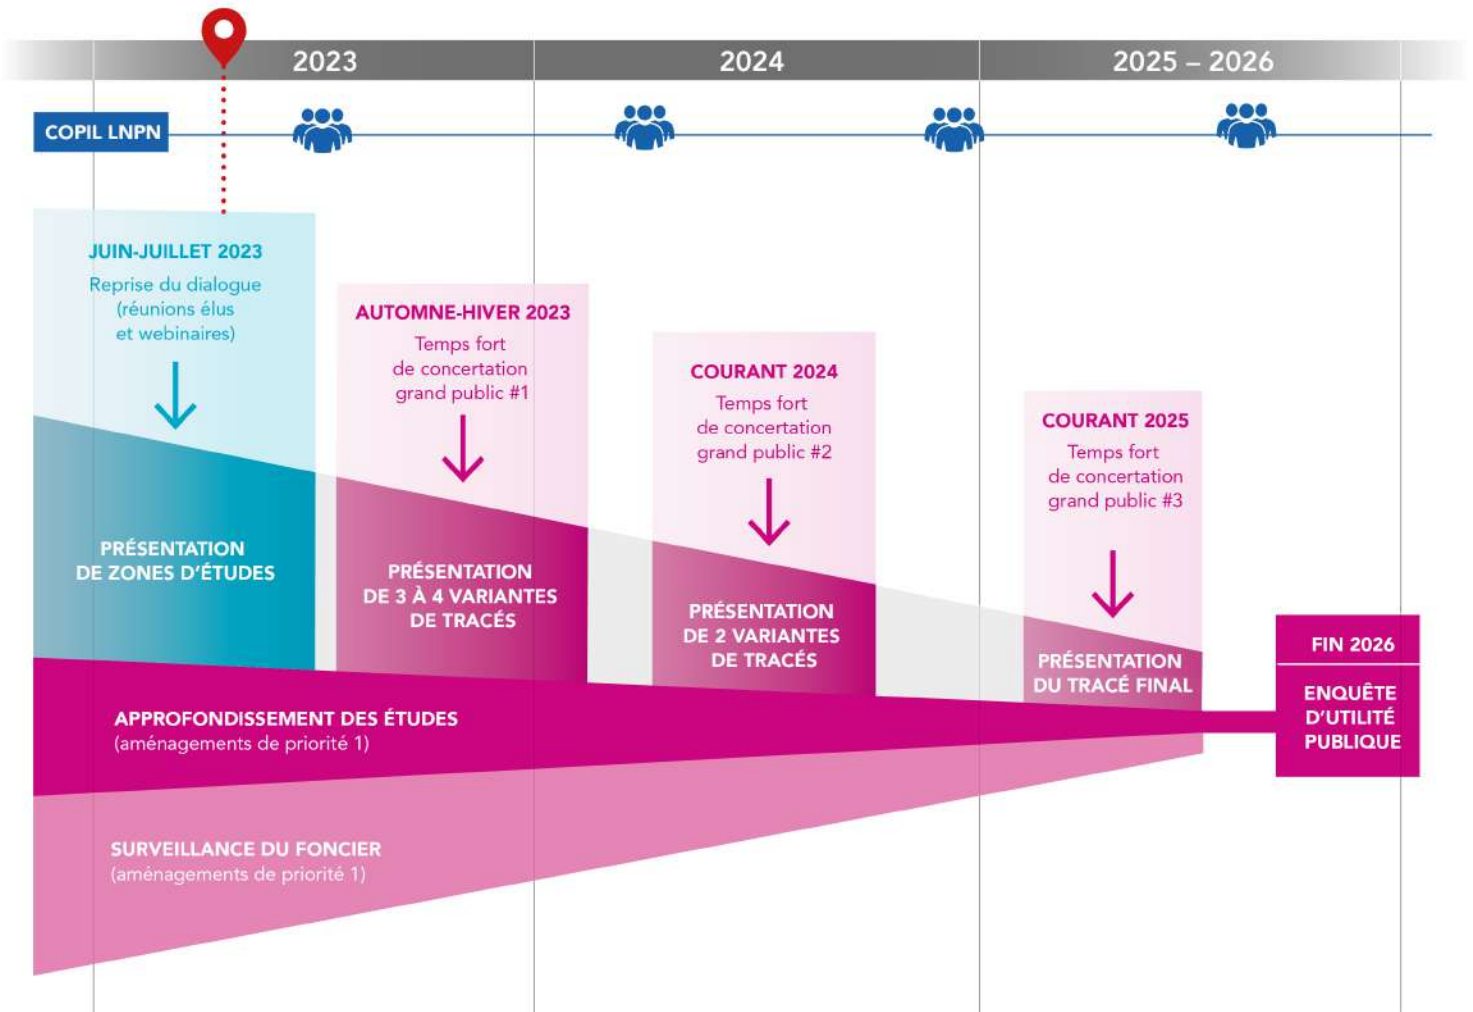 2023
2024
2025 – 2026
COPIL LNPN
JUIN-JUILLET 2023
Reprise du dialogue
(réunions élus
et webinaires)
AUTOMNE-HIVER 2023
Temps fort
de concertation
grand public #1
COURANT 2024
Temps fort
de concertation
grand public #2
COURANT 2025
Temps fort
de concertation
grand public #3
PRÉSENTATION
DE ZONES D'ÉTUDES
PRÉSENTATION
DE 3 À 4 VARIANTES
DE TRACÉS
PRÉSENTATION
DE 2 VARIANTES
DE TRACÉS
PRÉSENTATION
DU TRACÉ FINAL
FIN 2026
ENQUÊTE
D'UTILITÉ
PUBLIQUE
APPROFONDISSEMENT DES ÉTUDES
(aménagements de priorité 1)
SURVEILLANCE DU FONCIER
(aménagements de priorité 1)